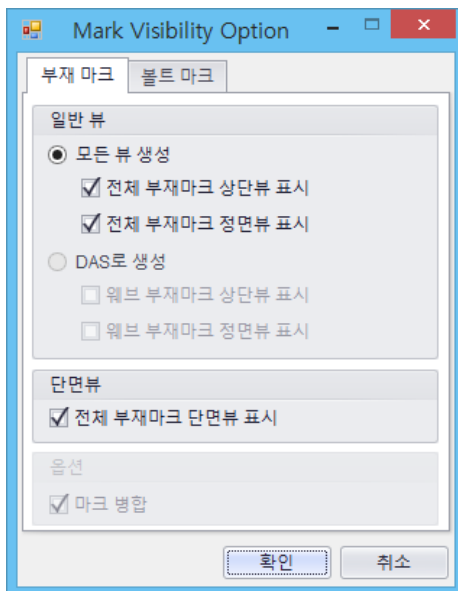 Mark Visibility Option
부재 마크 볼트 마크
일반 뷰
모든 뷰 생성
전체 부재마크 상단뷰 표시
전체 부재마크 정면뷰 표시
DAS로 생성
웨브 부재마크 상단뷰 표시
웨브 부재마크 정면뷰 표시
단면뷰
전체 부재마크 단면뷰 표시
옵션
마크 병합
확인 취소